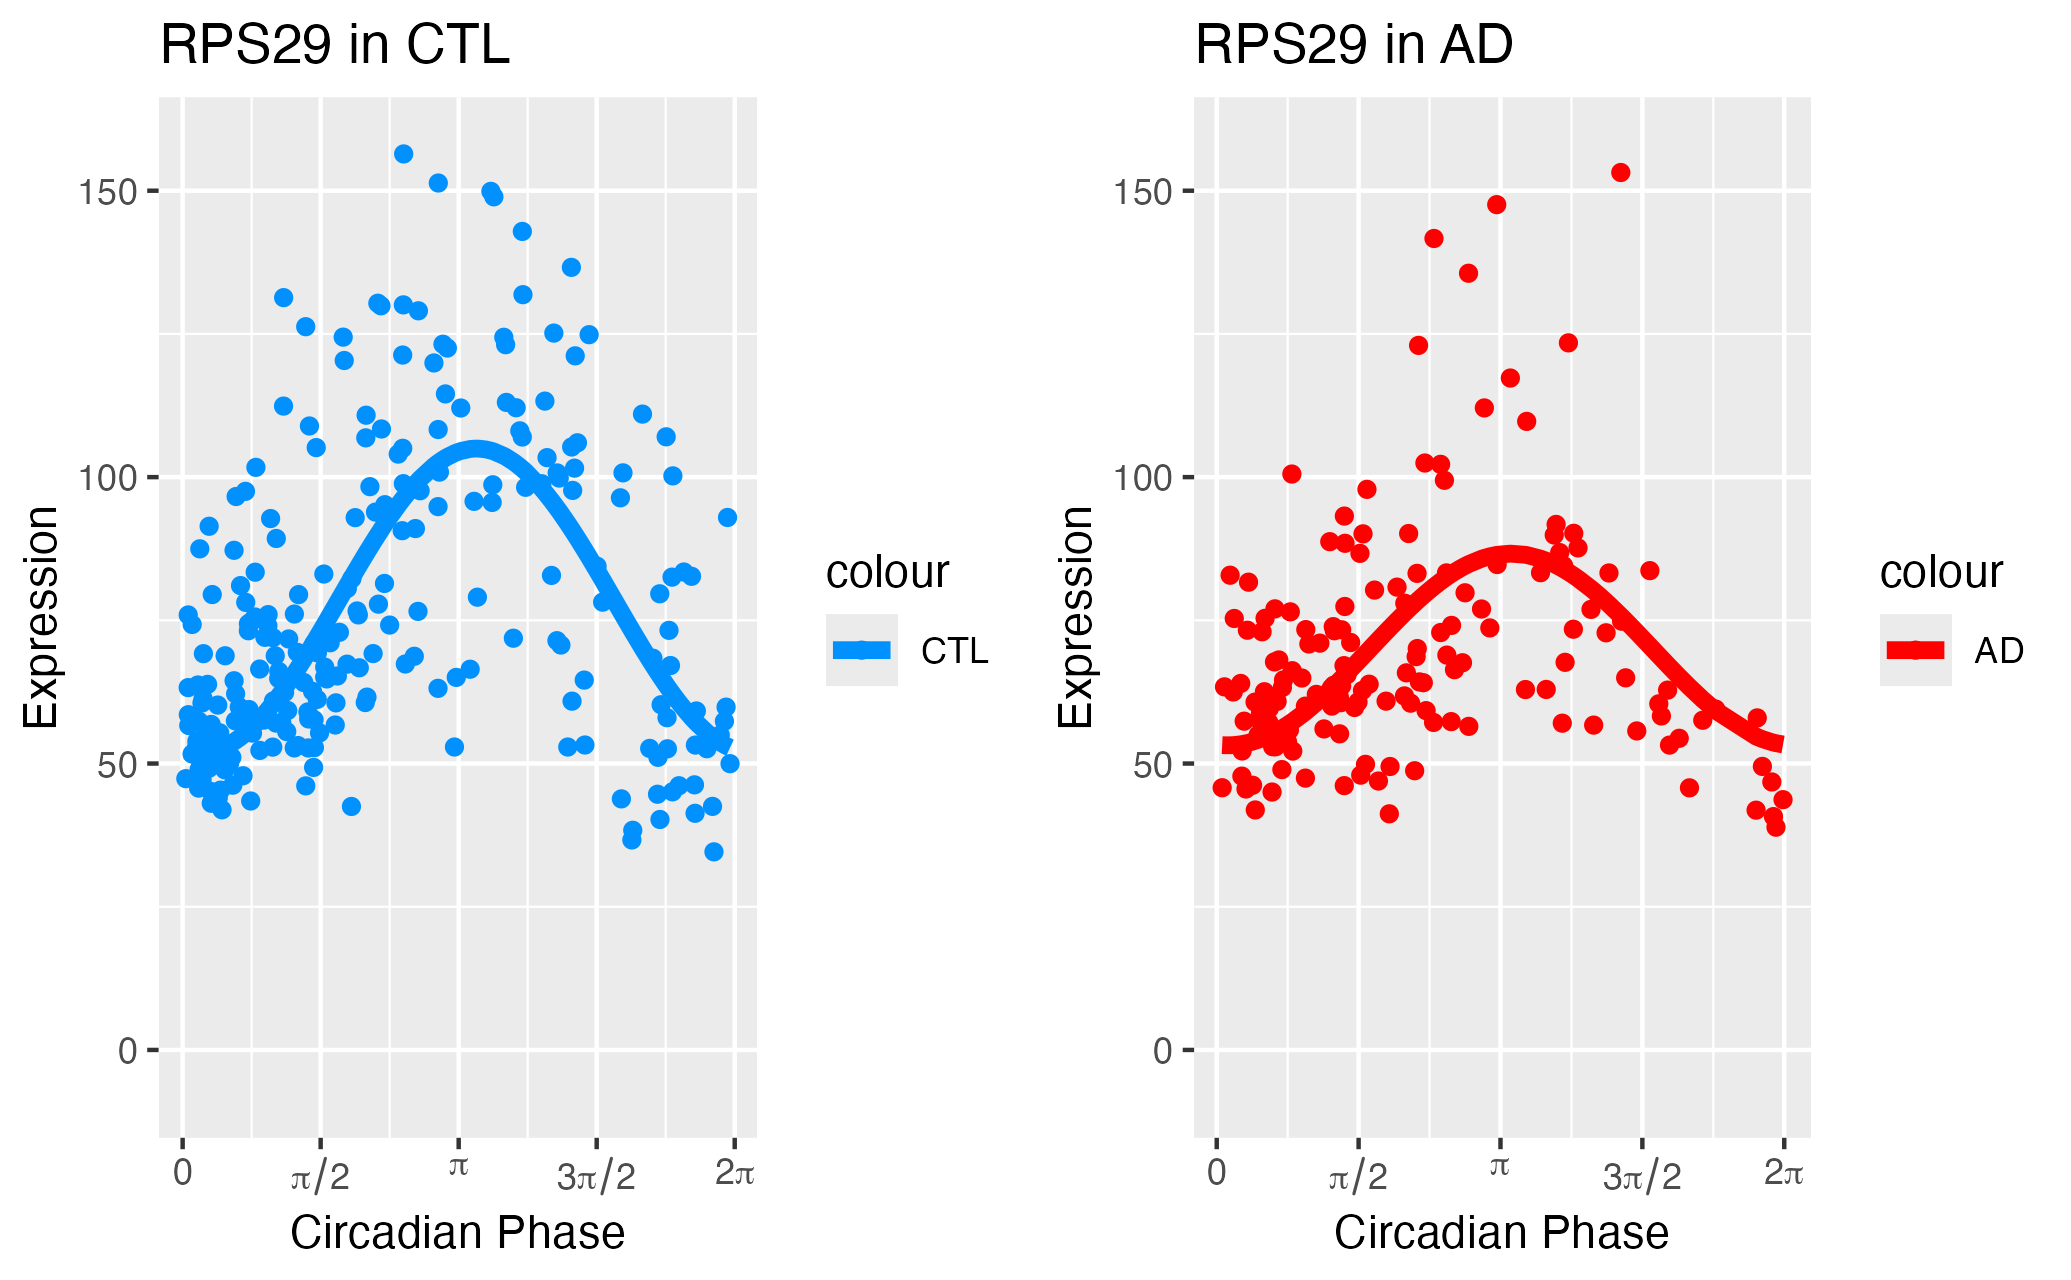 RPS29 in CTL
150
100
50
0
Expression
0 π/2 π 3π/2 2π
Circadian Phase
colour
CTL
RPS29 in AD
150
100
50
0
Expression
0 π/2 π 3π/2 2π
Circadian Phase
colour
AD